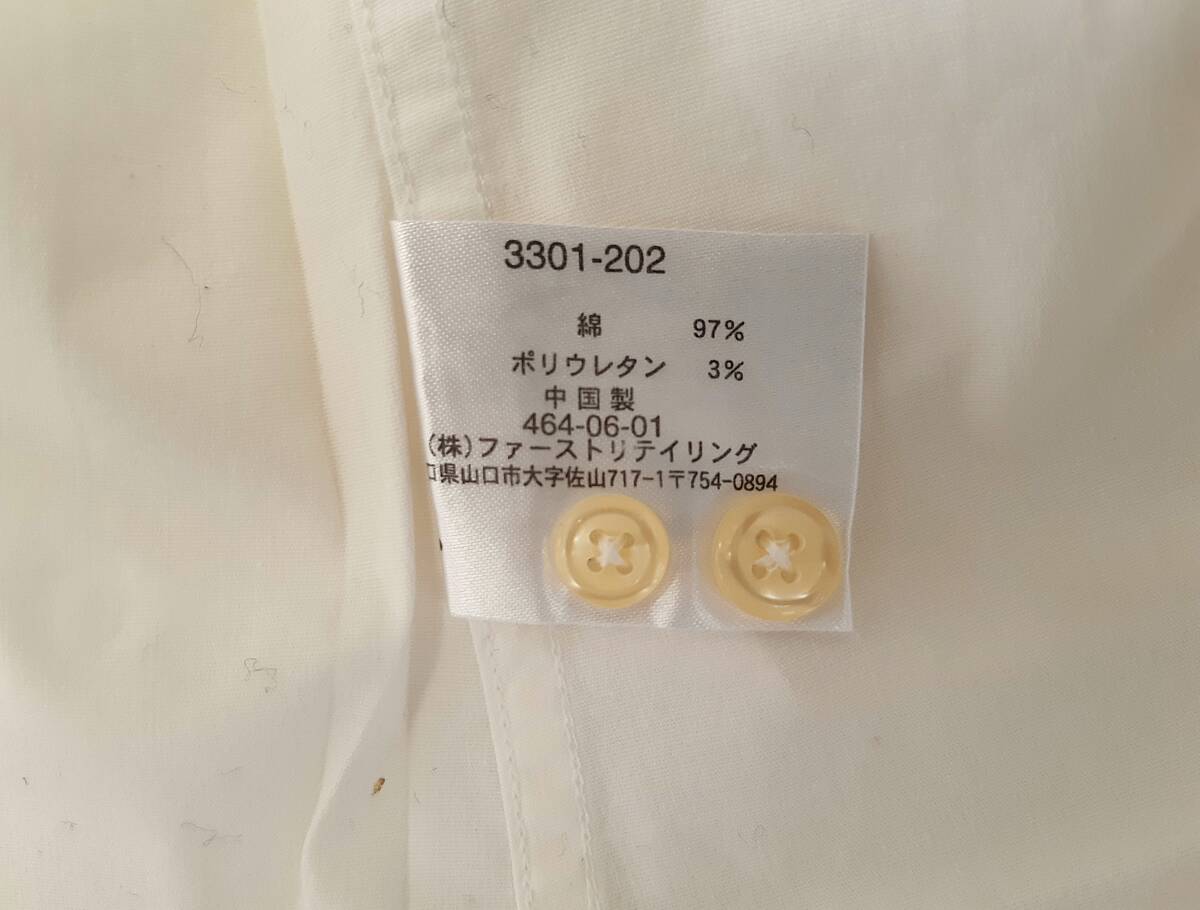 3301-202
綿 97%
ポリウレタン 3%
中国製
464-06-01
(株)ファーストリテイリング
口県山口市大字佐山717-1〒754-0894